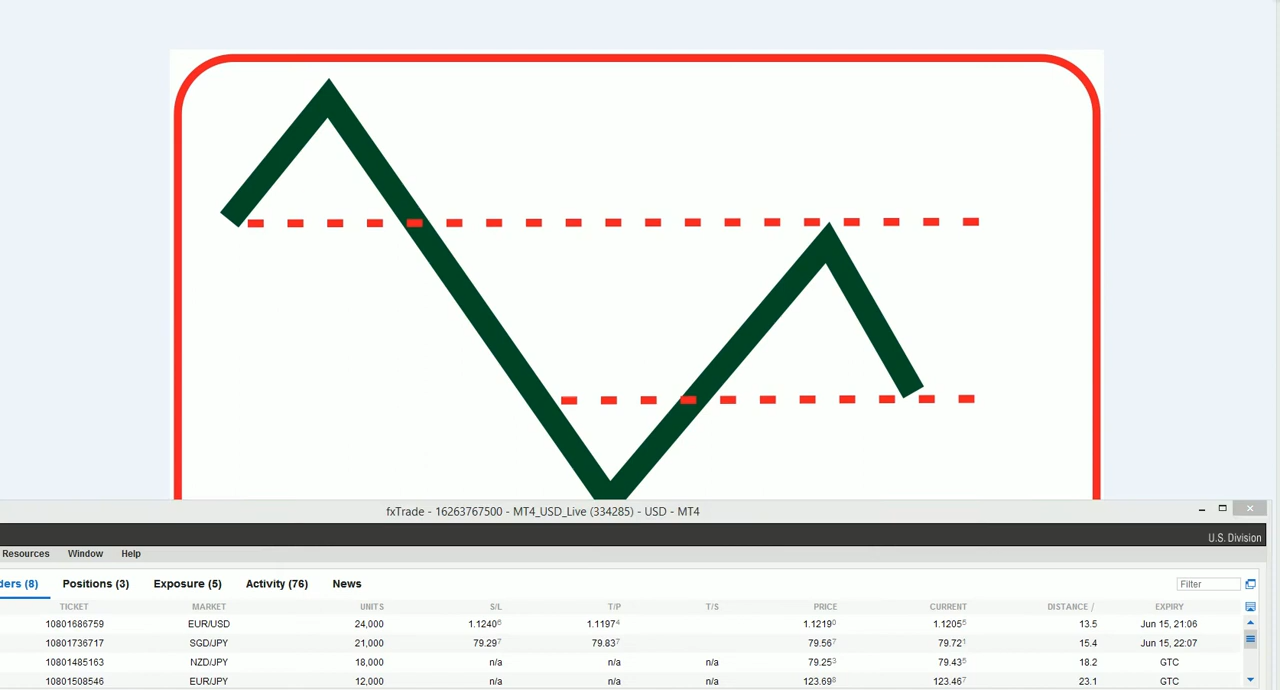 fxTrade - 16263767500 - MT4_USD_Live (334285) - USD - MT4
U.S. Division
Resources Window Help
ders (8) Positions (3) Exposure (5) Activity (76) News Filter
TICKET MARKET UNITS S/L T/P T/S PRICE CURRENT DISTANCE / EXPIRY
10801686759 EUR/USD 24,000 1.1240⁶ 1.1197⁴ 1.1219⁰ 1.1205⁵ 13.5 Jun 15, 21:06
10801736717 SGD/JPY 21,000 79.29⁷ 79.83⁷ 79.56⁷ 79.72¹ 15.4 Jun 15, 22:07
10801485163 NZD/JPY 18,000 n/a n/a n/a 79.25³ 79.43⁵ 18.2 GTC
10801508546 EUR/JPY 12,000 n/a n/a n/a 123.69⁸ 123.46⁷ 23.1 GTC